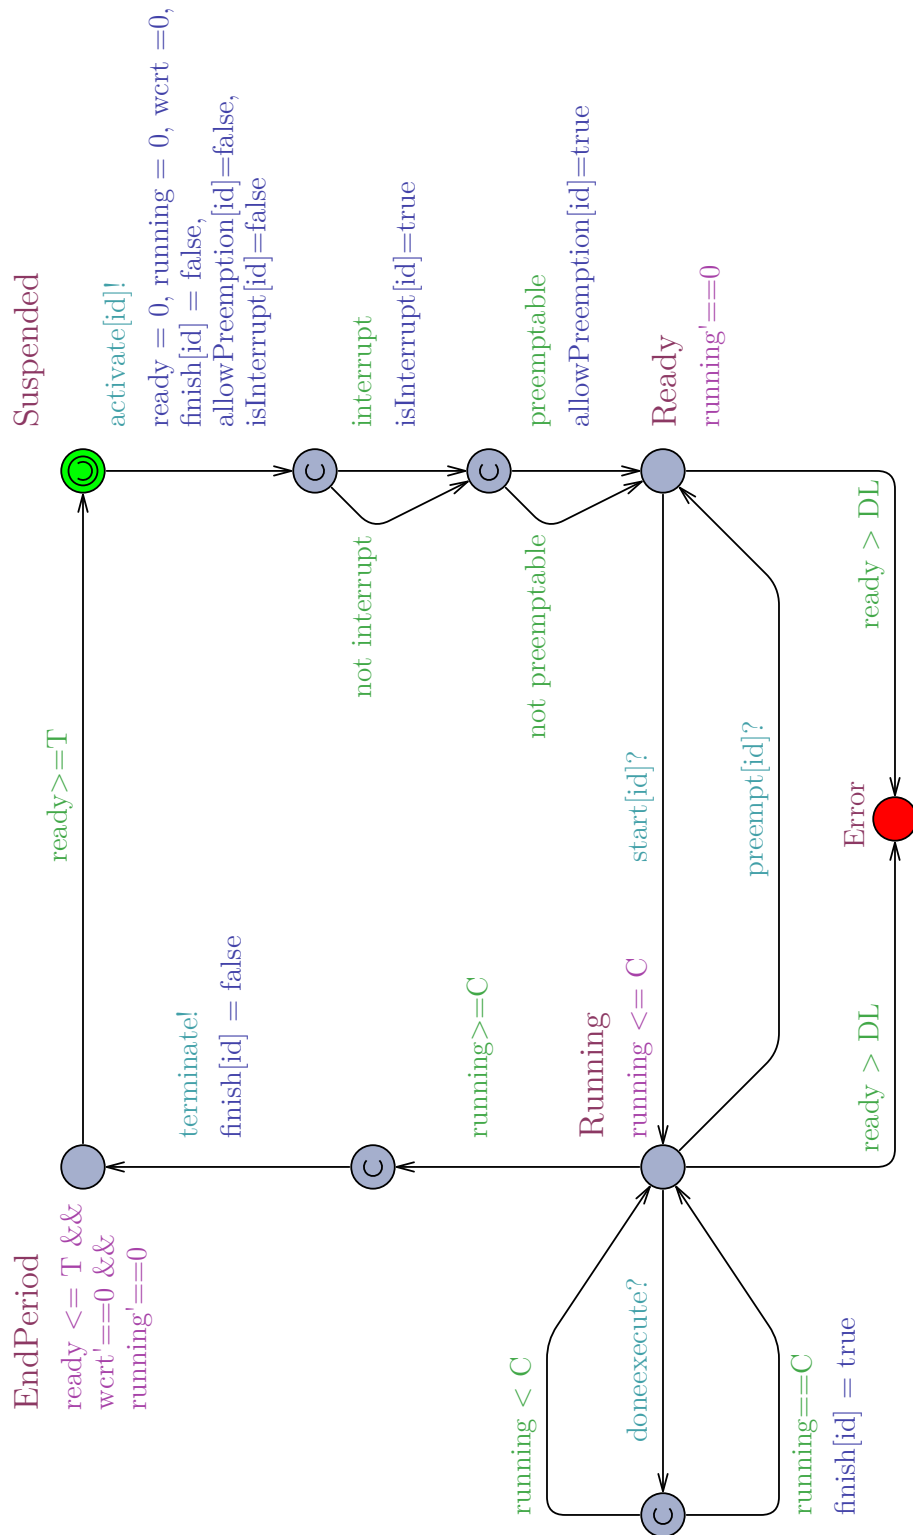 EndPeriod
ready <= T &&
wcrt'==0 &&
running'==0
ready>=T
Suspended
activate[id]!
ready = 0, running = 0, wcrt =0,
finish[id] = false,
allowPreemption[id]=false,
isInterrupt[id]=false
terminate!
finish[id] = false
C
not interrupt
interrupt
isInterrupt[id]=true
C
running>=C
C
not preemptable
preemptable
allowPreemption[id]=true
C
running < C
doneexecute?
C
running==C
finish[id] = true
Running
running <= C
start[id]?
preempt[id]?
Ready
running'==0
ready > DL
Error
ready > DL